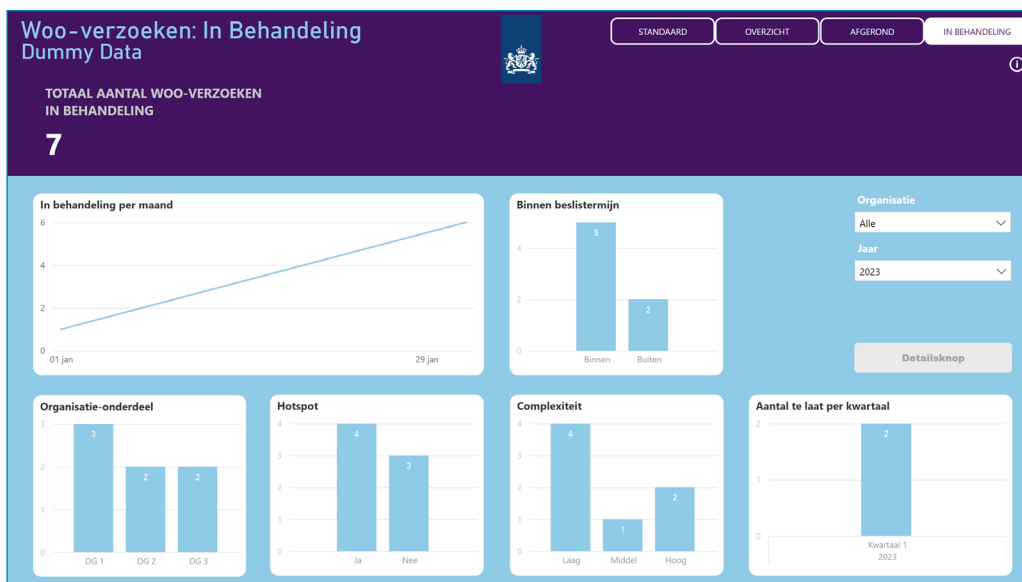 Woo-verzoeken: In Behandeling
Dummy Data
STANDAARD
OVERZICHT
AFGEROND
IN BEHANDELING
TOTAAL AANTAL WOO-VERZOEKEN
IN BEHANDELING
7
In behandeling per maand
6
4
2
0
01 jan
29 jan
Binnen beslistermijn
4
2
0
5
2
Binnen
Buiten
Organisatie
Alle
Jaar
2023
Detailsknop
Organisatie-onderdeel
3
2
1
0
3
2
2
DG 1
DG 2
DG 3
Hotspot
4
3
2
1
0
4
3
Ja
Nee
Complexiteit
4
3
2
1
0
4
1
2
Laag
Middel
Hoog
Aantal te laat per kwartaal
2
1
0
2
Kwartaal 1
2023